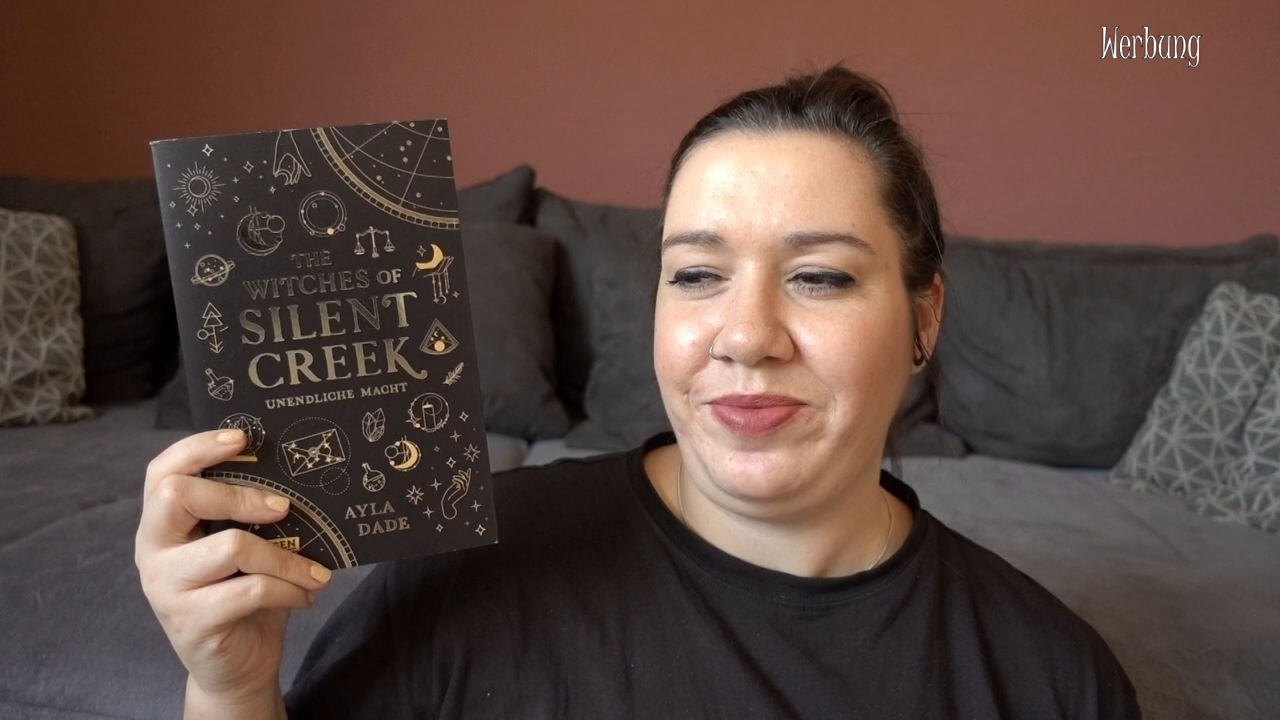 Werbung
THE
WITCHES OF
SILENT
CREEK
UNENDLICHE MACHT
AYLA
DADE